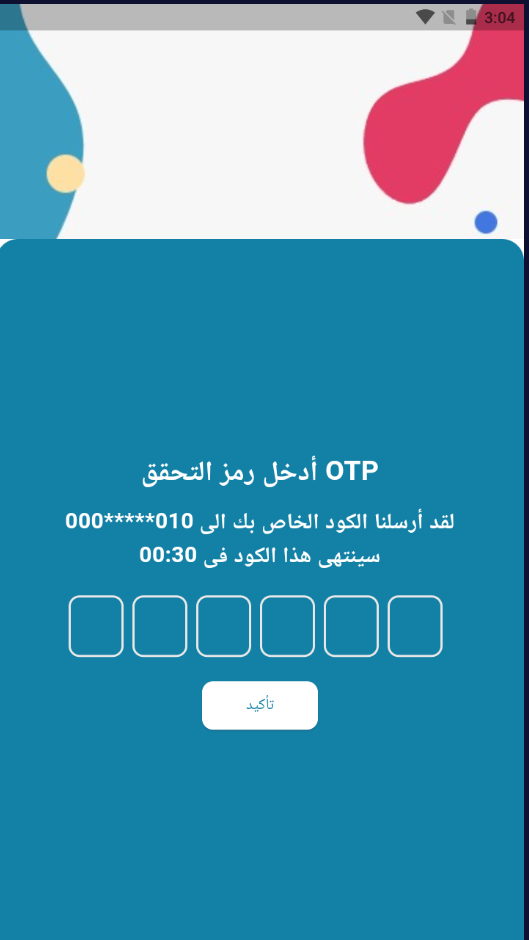 3:04
OTP أدخل رمز التحقق
لقد أرسلنا الكود الخاص بك الى 010*****000
سينتهى هذا الكود فى 00:30
تأكيد